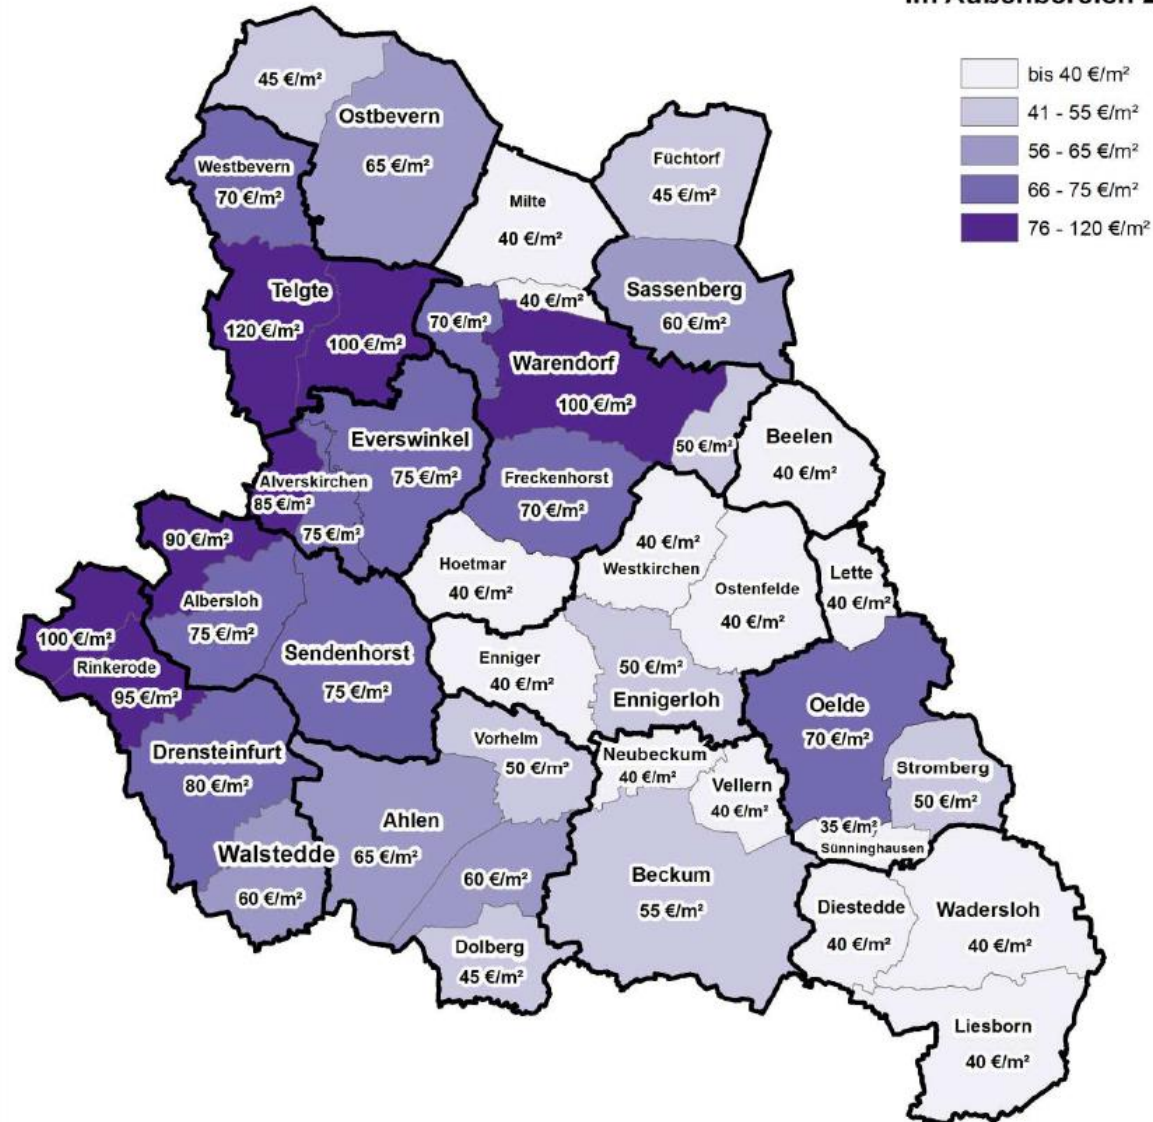 bis 40 €/m²
41 - 55 €/m²
56 - 65 €/m²
66 - 75 €/m²
76 - 120 €/m²
45 €/m²
Ostbevern
65 €/m²
Westbevern
70 €/m²
Füchtorf
45 €/m²
Milte
40 €/m²
40 €/m²
Sassenberg
60 €/m²
Telgte
120 €/m²
100 €/m²
70 €/m²
Warendorf
100 €/m²
50 €/m²
Beelen
40 €/m²
Everswinkel
75 €/m²
Alverskirchen
85 €/m²
75 €/m²
Freckenhorst
70 €/m²
90 €/m²
Albersloh
75 €/m²
Hoetmar
40 €/m²
40 €/m²
Westkirchen
Ostenfelde
40 €/m²
Lette
40 €/m²
100 €/m²
Rinkerode
95 €/m²
Sendenhorst
75 €/m²
Enniger
40 €/m²
50 €/m²
Ennigerloh
Oelde
70 €/m²
Drensteinfurt
80 €/m²
Vorhelm
50 €/m²
Neubeckum
40 €/m²
Vellern
40 €/m²
Stromberg
50 €/m²
35 €/m²
Sünninghausen
Ahlen
65 €/m²
60 €/m²
Walstedde
60 €/m²
Beckum
55 €/m²
Dolberg
45 €/m²
Diestedde
40 €/m²
Wadersloh
40 €/m²
Liesborn
40 €/m²